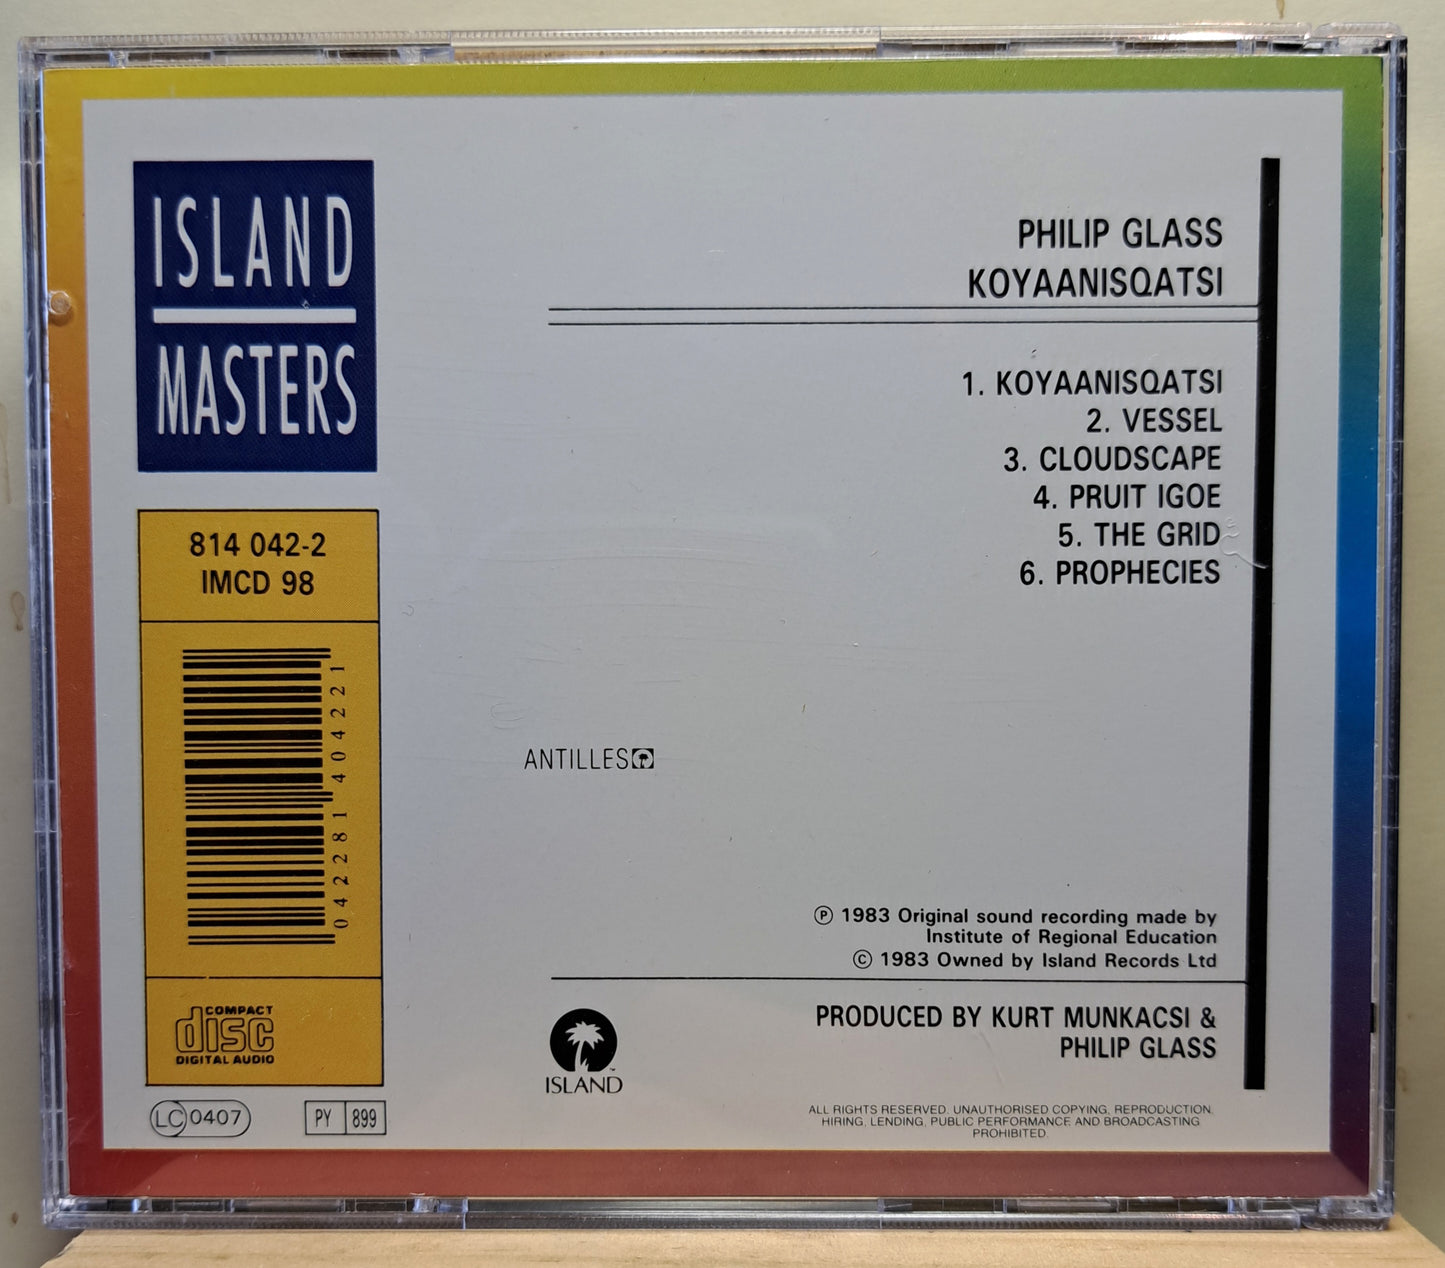 ISLAND
MASTERS
814 042-2
IMCD 98
0 42281 40422 1
COMPACT
disc
DIGITAL AUDIO
LC 0407
PY 899
PHILIP GLASS
KOYAANISQATSI
1. KOYAANISQATSI
2. VESSEL
3. CLOUDSCAPE
4. PRUIT IGOE
5. THE GRID
6. PROPHECIES
ANTILLES
℗ 1983 Original sound recording made by
Institute of Regional Education
© 1983 Owned by Island Records Ltd
ISLAND
PRODUCED BY KURT MUNKACSI &
PHILIP GLASS
ALL RIGHTS RESERVED. UNAUTHORISED COPYING, REPRODUCTION,
HIRING, LENDING, PUBLIC PERFORMANCE AND BROADCASTING
PROHIBITED.